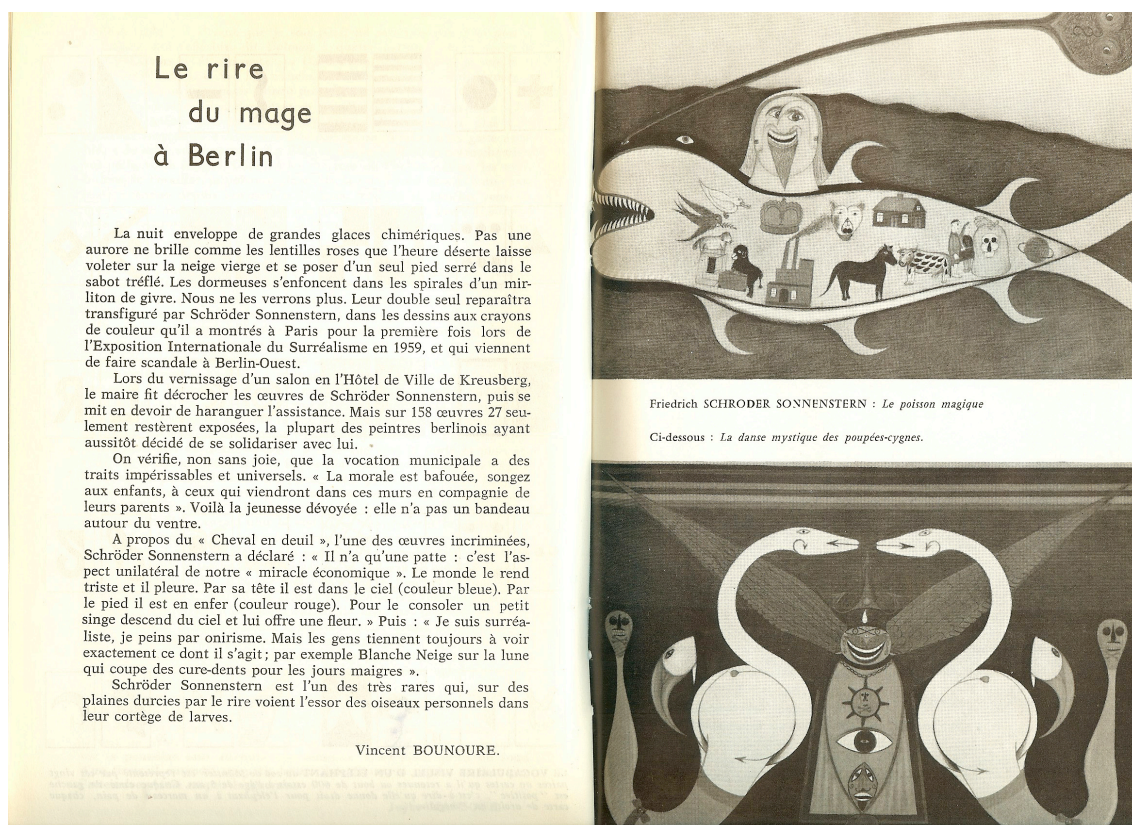 Le rire
du mage
à Berlin
La nuit enveloppe de grandes glaces chimériques. Pas une
aurore ne brille comme les lentilles roses que l'heure déserte laisse
voleter sur la neige vierge et se poser d'un seul pied serré dans le
sabot tréflé. Les dormeuses s'enfoncent dans les spirales d'un mir-
liton de givre. Nous ne les verrons plus. Leur double seul reparaîtra
transfiguré par Schröder Sonnenstern, dans les dessins aux crayons
de couleur qu'il a montrés à Paris pour la première fois lors de
l'Exposition Internationale du Surréalisme en 1959, et qui viennent
de faire scandale à Berlin-Ouest.
Lors du vernissage d'un salon en l'Hôtel de Ville de Kreusberg,
le maire fit décrocher les œuvres de Schröder Sonnenstern, puis se
mit en devoir de haranguer l'assistance. Mais sur 158 œuvres 27 seu-
lement restèrent exposées, la plupart des peintres berlinois ayant
aussitôt décidé de se solidariser avec lui.
On vérifie, non sans joie, que la vocation municipale a des
traits impérissables et universels. « La morale est bafouée, songez
aux enfants, à ceux qui viendront dans ces murs en compagnie de
leurs parents ». Voilà la jeunesse dévoyée : elle n'a pas un bandeau
autour du ventre.
A propos du « Cheval en deuil », l'une des œuvres incriminées,
Schröder Sonnenstern a déclaré : « Il n'a qu'une patte : c'est l'as-
pect unilatéral de notre « miracle économique ». Le monde le rend
triste et il pleure. Par sa tête il est dans le ciel (couleur bleue). Par
le pied il est en enfer (couleur rouge). Pour le consoler un petit
singe descend du ciel et lui offre une fleur. » Puis : « Je suis surréa-
liste, je peins par onirisme. Mais les gens tiennent toujours à voir
exactement ce dont il s'agit ; par exemple Blanche Neige sur la lune
qui coupe des cure-dents pour les jours maigres ».
Schröder Sonnenstern est l'un des très rares qui, sur des
plaines durcies par le rire voient l'essor des oiseaux personnels dans
leur cortège de larves.
Vincent BOUNOURE.
Friedrich SCHRODER SONNENSTERN : Le poisson magique
Ci-dessous : La danse mystique des poupées-cygnes.